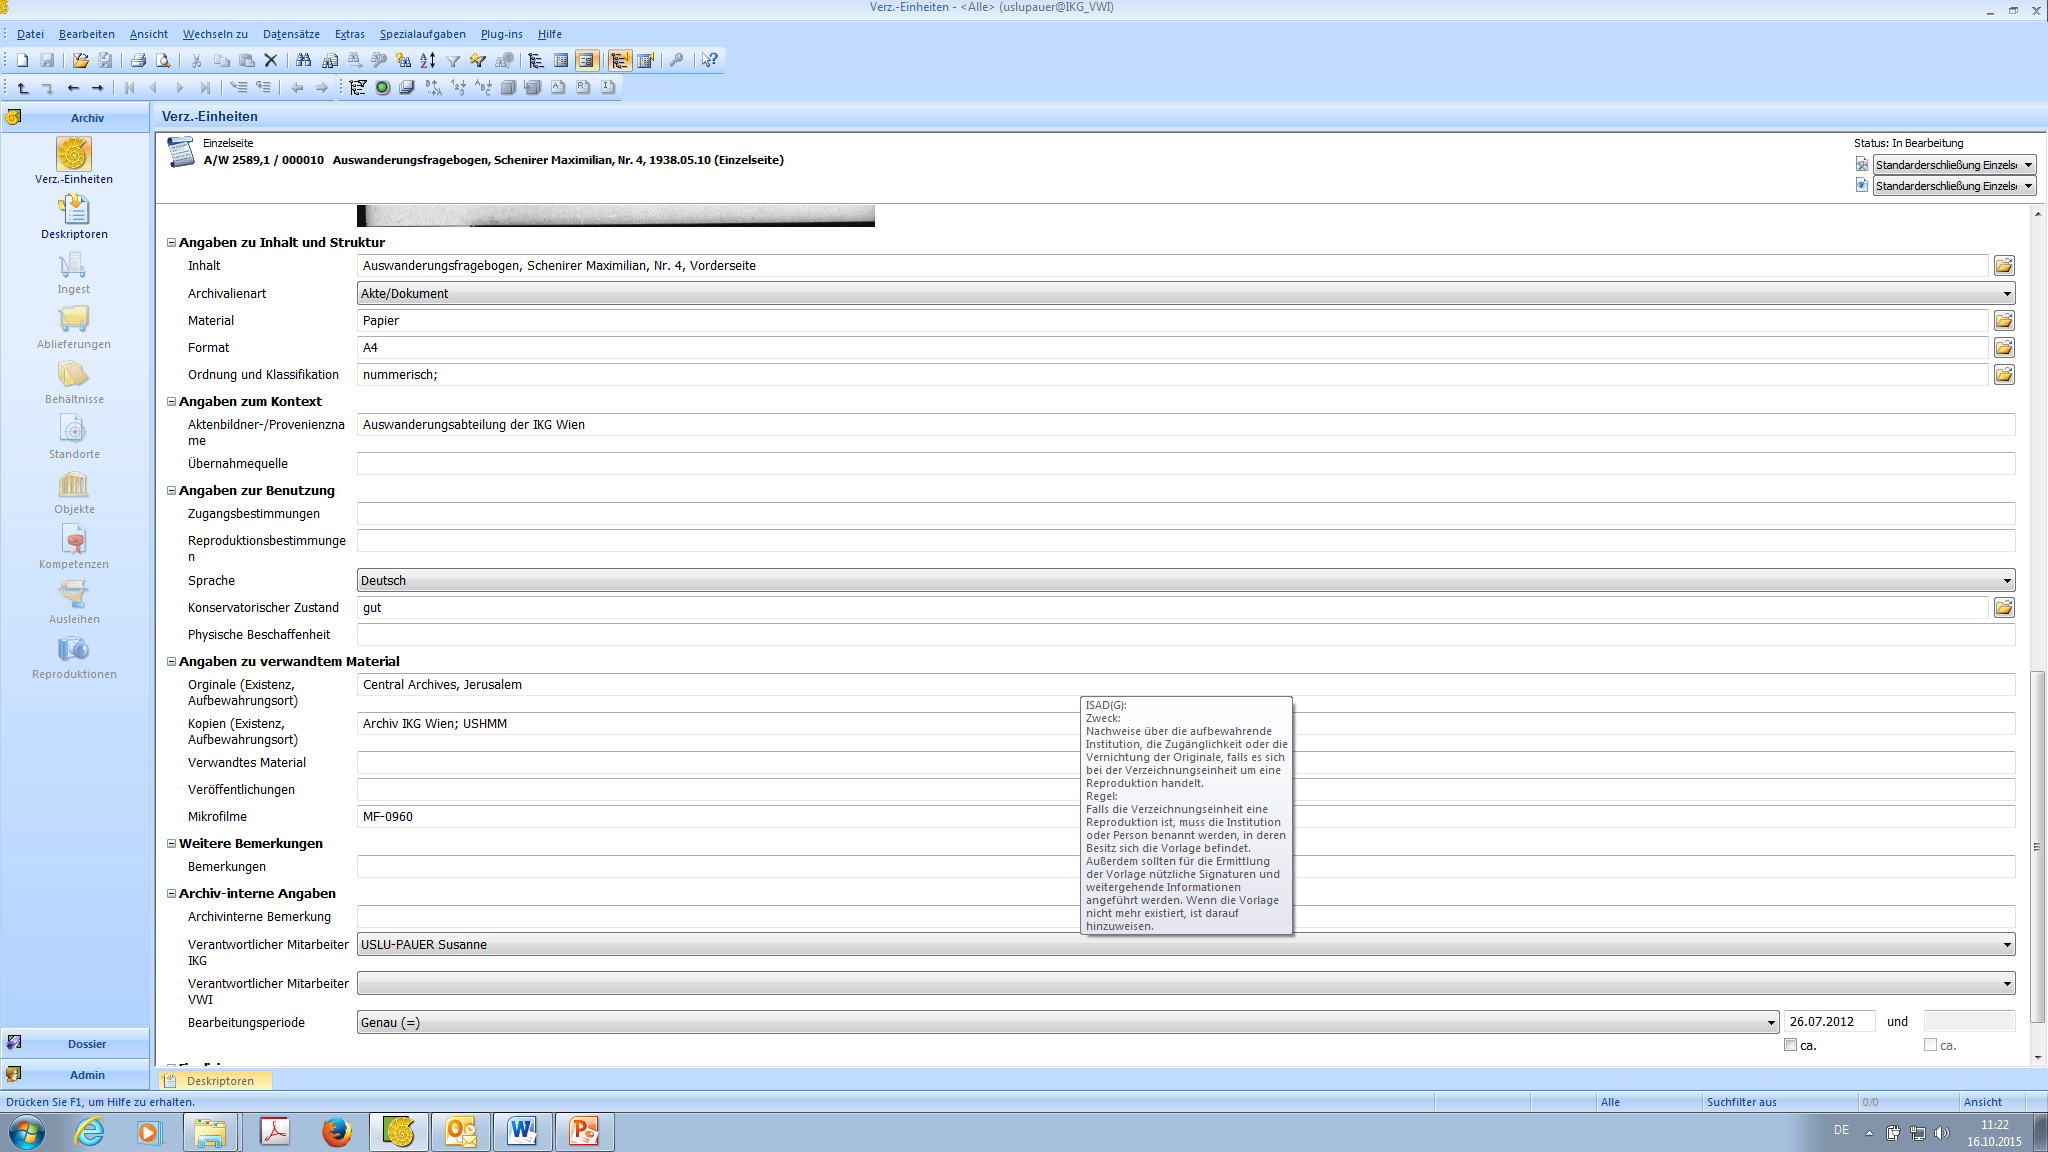 Verz.-Einheiten - <Alle> (uslupauer@IKG_VWI)
Datei Bearbeiten Ansicht Wechseln zu Datensätze Extras Spezialaufgaben Plug-ins Hilfe
Archiv
Verz.-Einheiten
Deskriptoren
Ingest
Ablieferungen
Behältnisse
Standorte
Objekte
Kompetenzen
Ausleihen
Reproduktionen
Dossier
Admin
Verz.-Einheiten
Einzelseite
A/W 2589,1 / 000010 Auswanderungsfragebogen, Schenirer Maximilian, Nr. 4, 1938.05.10 (Einzelseite)
Status: In Bearbeitung
Standarderschließung Einzels
Standarderschließung Einzels
Angaben zu Inhalt und Struktur
Inhalt Auswanderungsfragebogen, Schenirer Maximilian, Nr. 4, Vorderseite
Archivalienart Akte/Dokument
Material Papier
Format A4
Ordnung und Klassifikation nummerisch;
Angaben zum Kontext
Aktenbildner-/Provenienzna
me
Auswanderungsabteilung der IKG Wien
Übernahmequelle
Angaben zur Benutzung
Zugangsbestimmungen
Reproduktionsbestimmunge
n
Sprache Deutsch
Konservatorischer Zustand gut
Physische Beschaffenheit
Angaben zu verwandtem Material
Orginale (Existenz,
Aufbewahrungsort)
Central Archives, Jerusalem
Kopien (Existenz,
Aufbewahrungsort)
Archiv IKG Wien; USHMM
Verwandtes Material
Veröffentlichungen
Mikrofilme MF-0960
Weitere Bemerkungen
Bemerkungen
Archiv-interne Angaben
Archivinterne Bemerkung
Verantwortlicher Mitarbeiter
IKG
USLU-PAUER Susanne
Verantwortlicher Mitarbeiter
VWI
Bearbeitungsperiode Genau (=) 26.07.2012 und
ca. ca.
ISAD(G):
Zweck:
Nachweise über die aufbewahrende
Institution, die Zugänglichkeit oder die
Vernichtung der Originale, falls es sich
bei der Verzeichnungseinheit um eine
Reproduktion handelt.
Regel:
Falls die Verzeichnungseinheit eine
Reproduktion ist, muss die Institution
oder Person benannt werden, in deren
Besitz sich die Vorlage befindet.
Außerdem sollten für die Ermittlung
der Vorlage nützliche Signaturen und
weitergehende Informationen
angeführt werden. Wenn die Vorlage
nicht mehr existiert, ist darauf
hinzuweisen.
Deskriptoren
Drücken Sie F1, um Hilfe zu erhalten. Alle Suchfilter aus 0/0 Ansicht
DE 11:22
16.10.2015